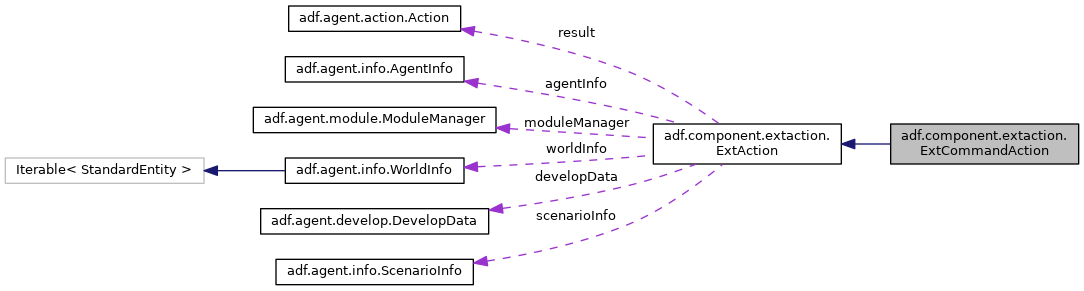 adf.agent.action.Action
result
adf.agent.info.AgentInfo
agentInfo
adf.agent.module.ModuleManager
moduleManager
adf.component.extaction.
ExtAction
adf.component.extaction.
ExtCommandAction
worldInfo
Iterable< StandardEntity >
adf.agent.info.WorldInfo
developData
adf.agent.develop.DevelopData
scenarioInfo
adf.agent.info.ScenarioInfo